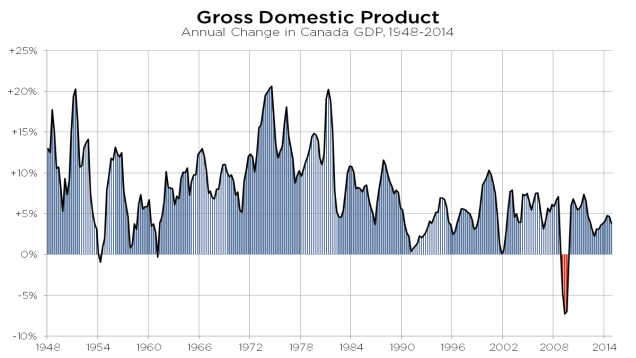 Gross Domestic Product
Annual Change in Canada GDP, 1948-2014
+25%
+20%
+15%
+10%
+5%
0%
-5%
-10%
1948 1954 1960 1966 1972 1978 1984 1990 1996 2002 2008 2014